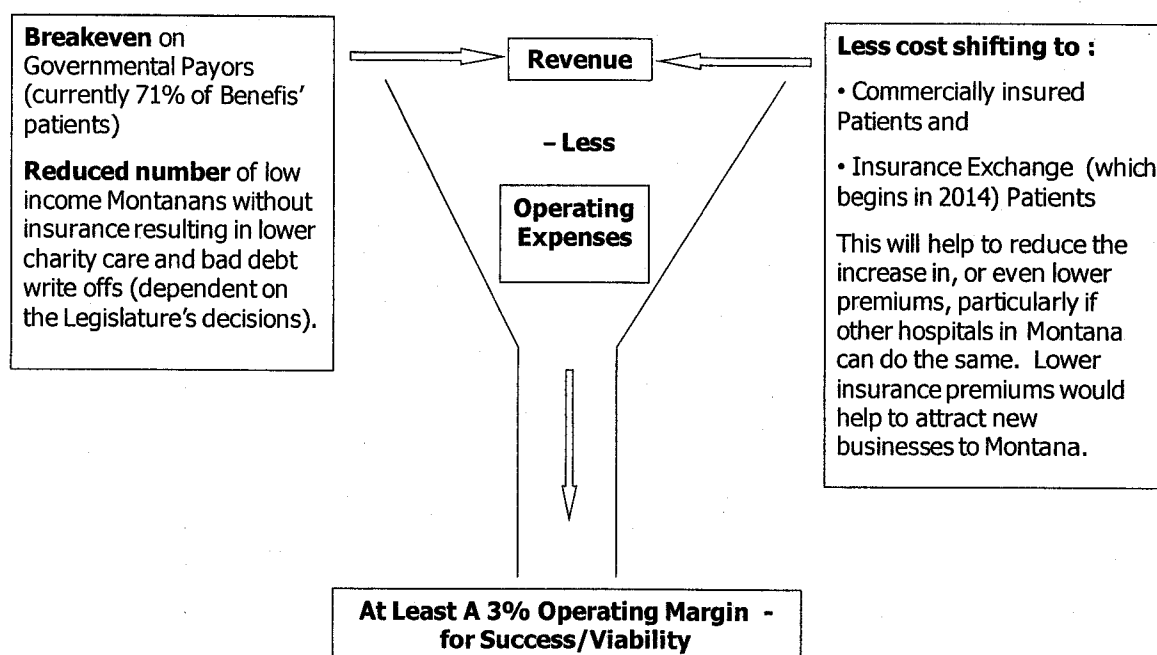 Breakeven on
Governmental Payors
(currently 71% of Benefis'
patients)
Reduced number of low
income Montanans without
insurance resulting in lower
charity care and bad debt
write offs (dependent on
the Legislature's decisions).
Revenue
– Less
Operating
Expenses
Less cost shifting to :
• Commercially insured
Patients and
• Insurance Exchange (which
begins in 2014) Patients
This will help to reduce the
increase in, or even lower
premiums, particularly if
other hospitals in Montana
can do the same. Lower
insurance premiums would
help to attract new
businesses to Montana.
At Least A 3% Operating Margin -
for Success/Viability